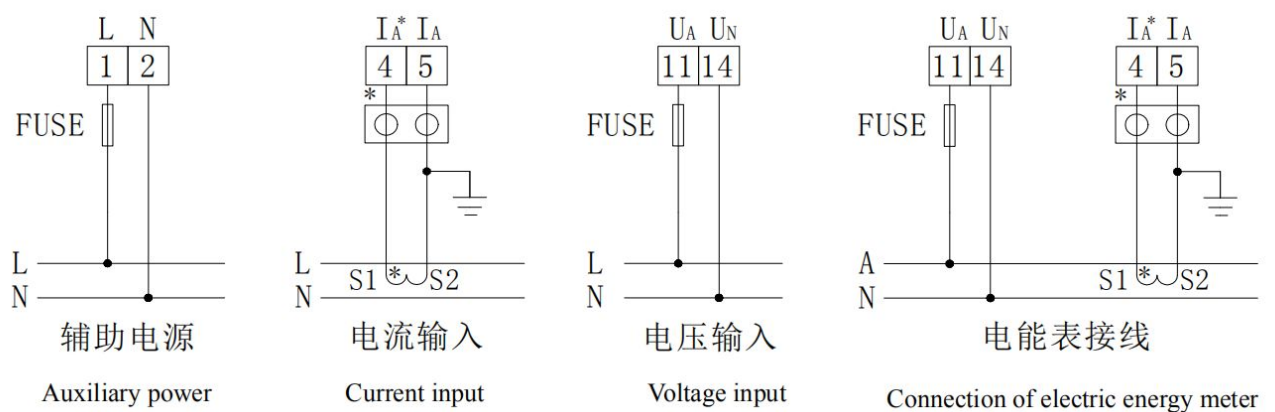 L N
1 2
FUSE
L
N
辅助电源
Auxiliary power
IA* IA
4 5
*
L
S1 * S2
N
电流输入
Current input
UA UN
11 14
FUSE
L
N
电压输入
Voltage input
UA UN
11 14
FUSE
IA* IA
4 5
*
A
S1 * S2
N
电能表接线
Connection of electric energy meter